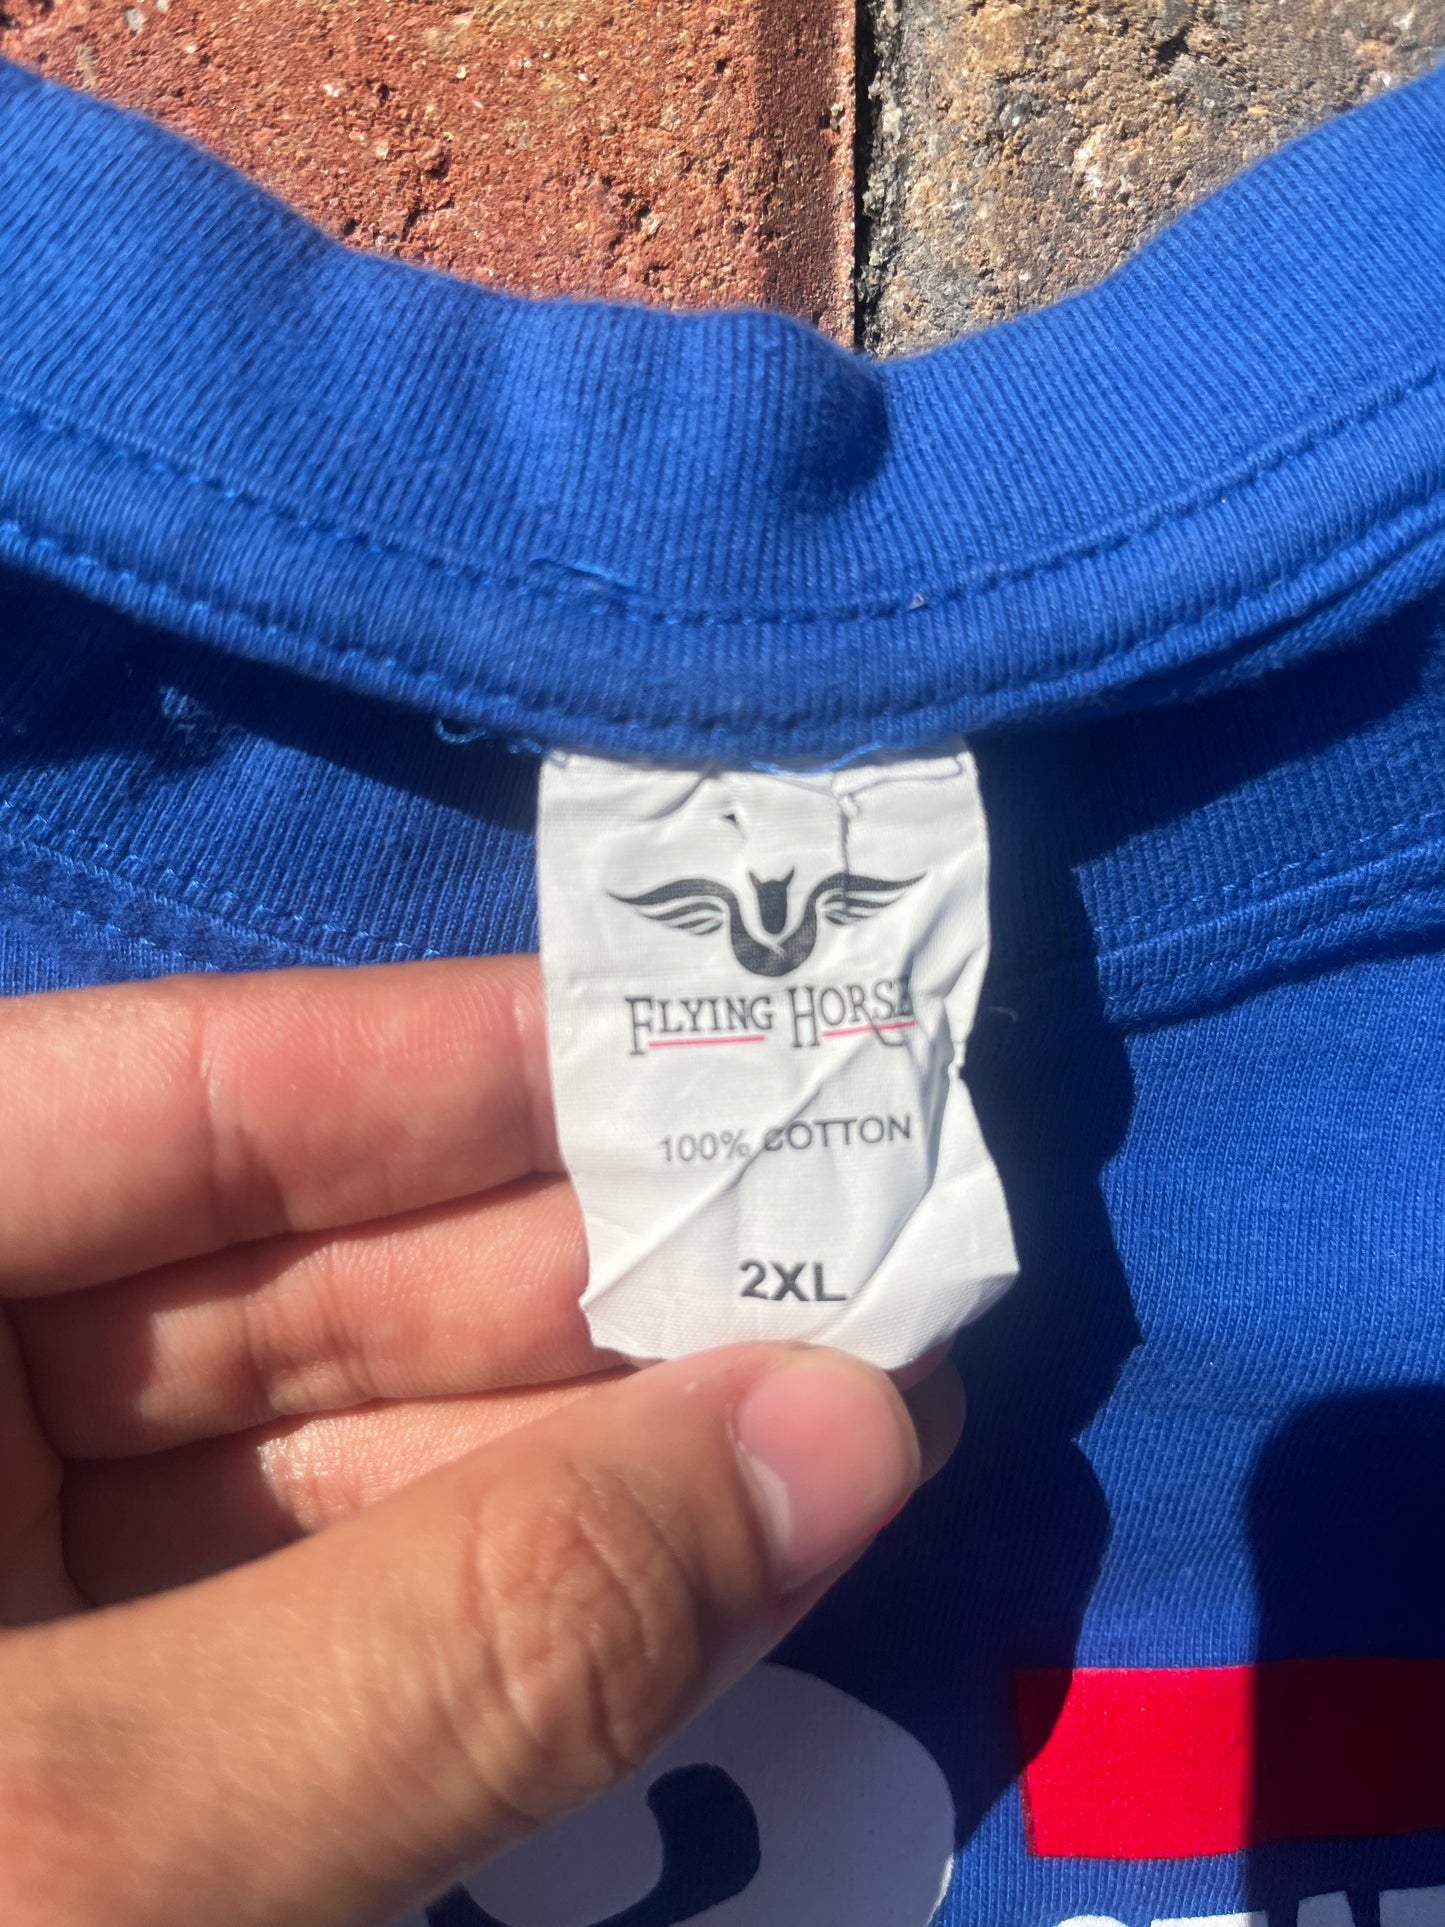 FLYING HORSE
100% COTTON
2XL